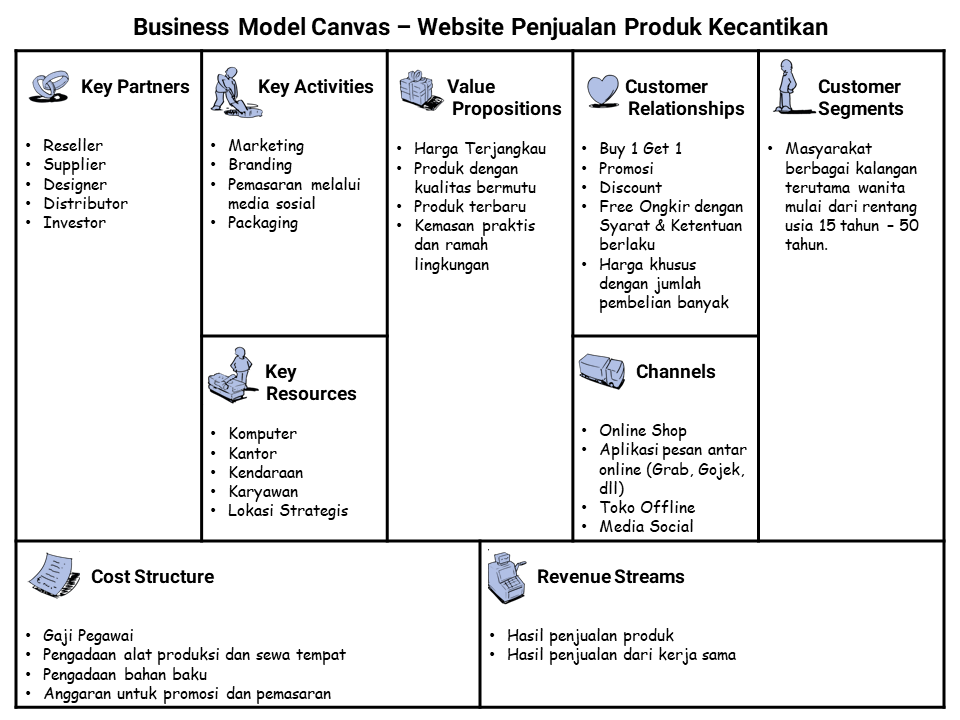 Business Model Canvas – Website Penjualan Produk Kecantikan
Key Partners
• Reseller
• Supplier
• Designer
• Distributor
• Investor
Key Activities
• Marketing
• Branding
• Pemasaran melalui
media sosial
• Packaging
Key
Resources
• Komputer
• Kantor
• Kendaraan
• Karyawan
• Lokasi Strategis
Value
Propositions
• Harga Terjangkau
• Produk dengan
kualitas bermutu
• Produk terbaru
• Kemasan praktis
dan ramah
lingkungan
Customer
Relationships
• Buy 1 Get 1
• Promosi
• Discount
• Free Ongkir dengan
Syarat & Ketentuan
berlaku
• Harga khusus
dengan jumlah
pembelian banyak
Channels
• Online Shop
• Aplikasi pesan antar
online (Grab, Gojek,
dll)
• Toko Offline
• Media Social
Customer
Segments
• Masyarakat
berbagai kalangan
terutama wanita
mulai dari rentang
usia 15 tahun – 50
tahun.
Cost Structure
• Gaji Pegawai
• Pengadaan alat produksi dan sewa tempat
• Pengadaan bahan baku
• Anggaran untuk promosi dan pemasaran
Revenue Streams
• Hasil penjualan produk
• Hasil penjualan dari kerja sama